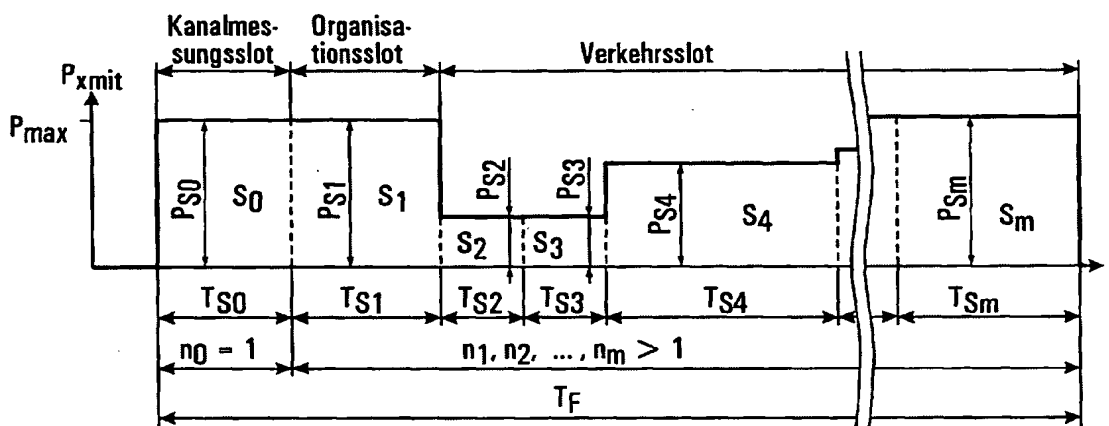 Kanalmes-
sungsslot
Organisa-
tionsslot
Verkehrsslot
Pxmit
Pmax
PS0
S0
PS1
S1
PS2
S2
PS3
S3
PS4
S4
PSm
Sm
TS0
TS1
TS2
TS3
TS4
TSm
n0 = 1
n1, n2, ..., nm > 1
TF